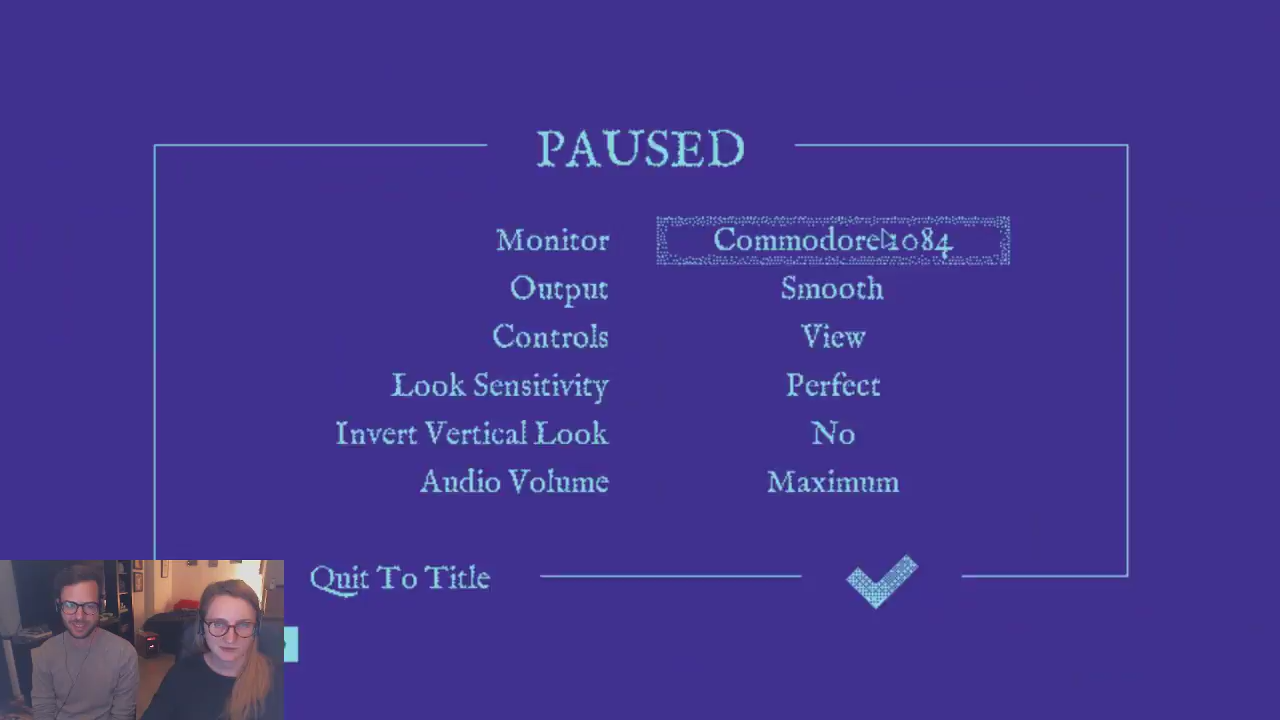 PAUSED
Monitor Commodore 1084
Output Smooth
Controls View
Look Sensitivity Perfect
Invert Vertical Look No
Audio Volume Maximum
Quit To Title